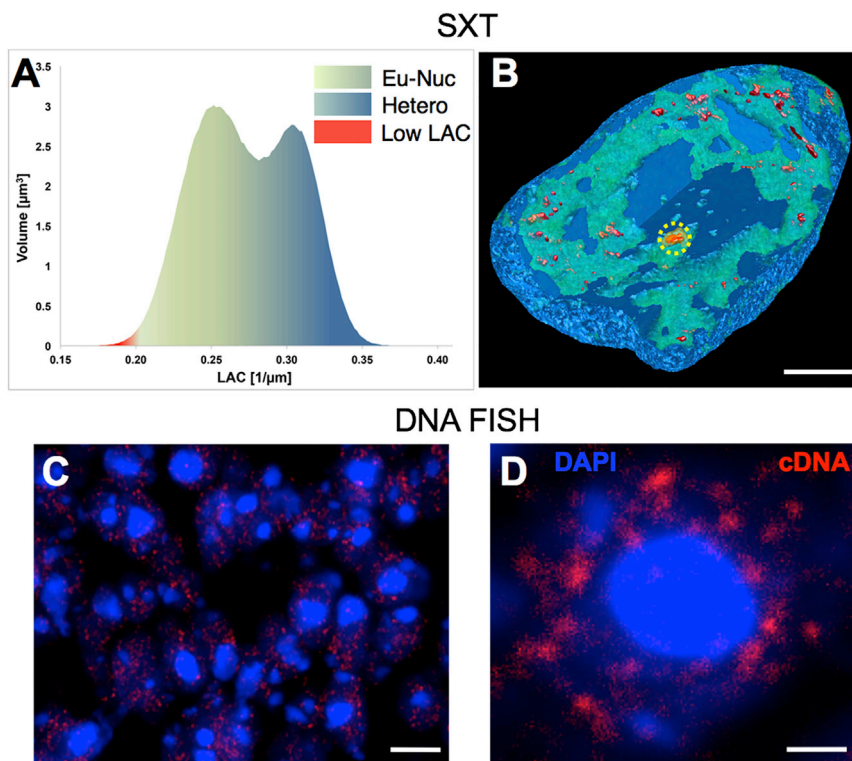 SXT
A
3.5
3
2.5
2
1.5
1
0.5
0
Volume [µm³]
0.15 0.20 0.25 0.30 0.35 0.40
LAC [1/µm]
Eu-Nuc
Hetero
Low LAC
B
DNA FISH
C
D DAPI cDNA